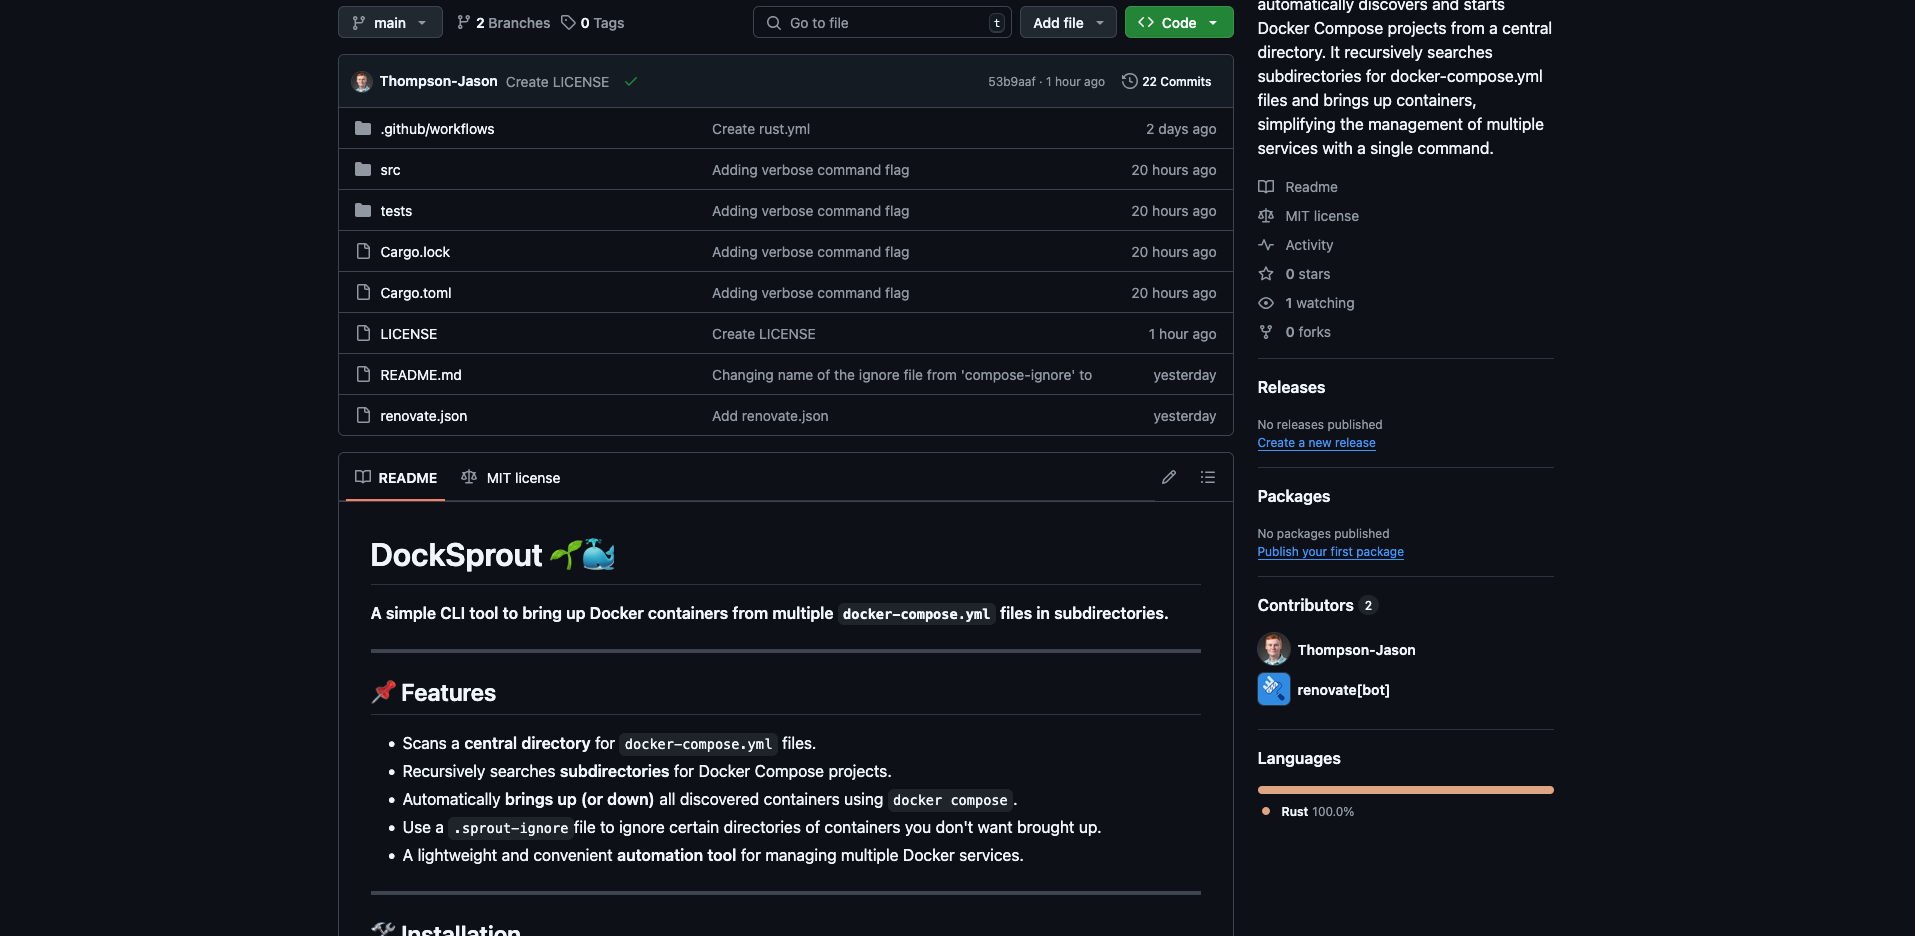 main
2 Branches
0 Tags
Go to file
t
Add file
Code
Thompson-Jason Create LICENSE
53b9aaf · 1 hour ago
22 Commits
.github/workflows Create rust.yml 2 days ago
src Adding verbose command flag 20 hours ago
tests Adding verbose command flag 20 hours ago
Cargo.lock Adding verbose command flag 20 hours ago
Cargo.toml Adding verbose command flag 20 hours ago
LICENSE Create LICENSE 1 hour ago
README.md Changing name of the ignore file from 'compose-ignore' to yesterday
renovate.json Add renovate.json yesterday
README
MIT license
DockSprout
A simple CLI tool to bring up Docker containers from multiple docker-compose.yml files in subdirectories.
Features
• Scans a central directory for docker-compose.yml files.
• Recursively searches subdirectories for Docker Compose projects.
• Automatically brings up (or down) all discovered containers using docker compose.
• Use a .sprout-ignore file to ignore certain directories of containers you don't want brought up.
• A lightweight and convenient automation tool for managing multiple Docker services.
Installation
automatically discovers and starts
Docker Compose projects from a central
directory. It recursively searches
subdirectories for docker-compose.yml
files and brings up containers,
simplifying the management of multiple
services with a single command.
Readme
MIT license
Activity
0 stars
1 watching
0 forks
Releases
No releases published
Create a new release
Packages
No packages published
Publish your first package
Contributors 2
Thompson-Jason
renovate[bot]
Languages
Rust 100.0%